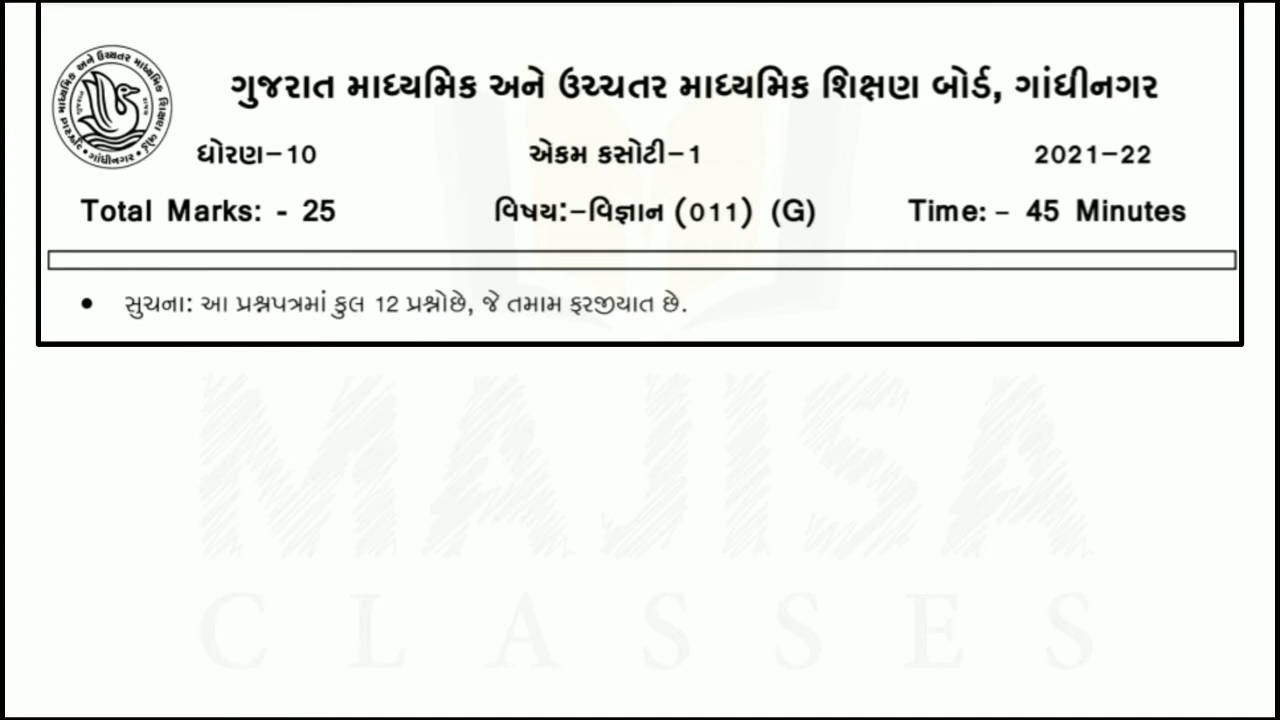 ગુજરાત માધ્યમિક અને ઉચ્ચતર માધ્યમિક શિક્ષણ બોર્ડ, ગાંધીનગર
ધોરણ–10 એકમ કસોટી–1 2021–22
Total Marks: - 25 વિષય:–વિજ્ઞાન (011) (G) Time: – 45 Minutes
• સુચના: આ પ્રશ્નપત્રમાં કુલ 12 પ્રશ્નોછે, જે તમામ ફરજીયાત છે.
MAJISA
CLASSES